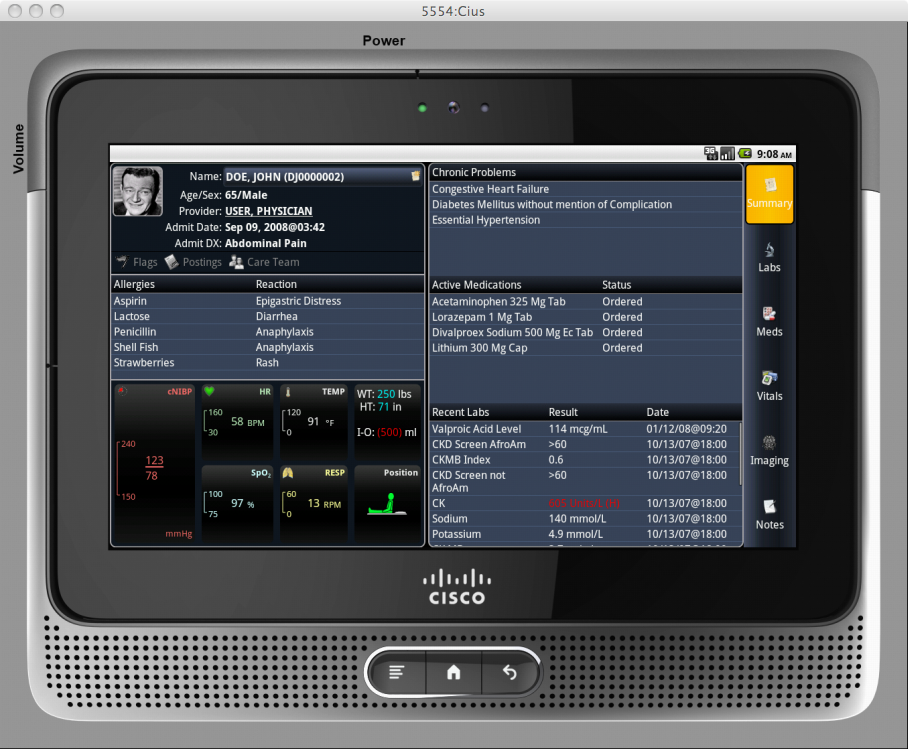 5554:Cius
Power
Volume
3G 9:08 AM
Name: DOE, JOHN (DJ0000002)
Age/Sex: 65/Male
Provider: USER, PHYSICIAN
Admit Date: Sep 09, 2008@03:42
Admit DX: Abdominal Pain
Flags Postings Care Team
Allergies Reaction
Aspirin Epigastric Distress
Lactose Diarrhea
Penicillin Anaphylaxis
Shell Fish Anaphylaxis
Strawberries Rash
cNIBP
240
123
78
150
mmHg
HR
160
58 BPM
30
TEMP
120
91 °F
0
WT: 250 lbs
HT: 71 in
I-O: (500) ml
SpO2
100
97 %
75
RESP
60
13 RPM
0
Position
Chronic Problems
Congestive Heart Failure
Diabetes Mellitus without mention of Complication
Essential Hypertension
Active Medications Status
Acetaminophen 325 Mg Tab Ordered
Lorazepam 1 Mg Tab Ordered
Divalproex Sodium 500 Mg Ec Tab Ordered
Lithium 300 Mg Cap Ordered
Recent Labs Result Date
Valproic Acid Level 114 mcg/mL 01/12/08@09:20
CKD Screen AfroAm >60 10/13/07@18:00
CKMB Index 0.6 10/13/07@18:00
CKD Screen not >60 10/13/07@18:00
AfroAm
CK 10/13/07@18:00
Sodium 140 mmol/L 10/13/07@18:00
Potassium 4.9 mmol/L 10/13/07@18:00
Summary
Labs
Meds
Vitals
Imaging
Notes
CISCO